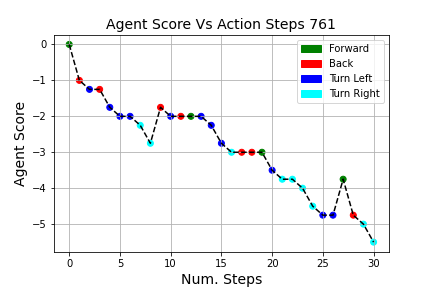 Agent Score Vs Action Steps 761
Forward
Back
Turn Left
Turn Right
Agent Score
0
−1
−2
−3
−4
−5
0 5 10 15 20 25 30
Num. Steps